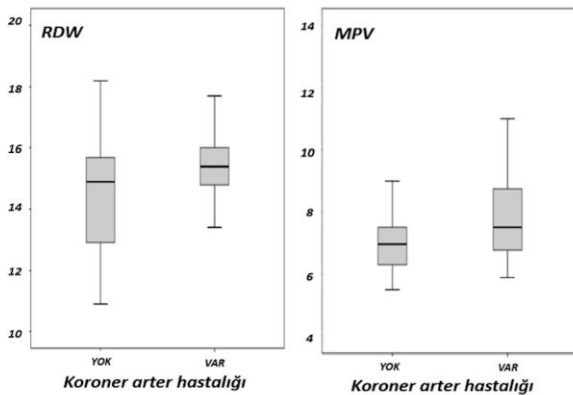 RDW
20
18
16
14
12
10
YOK
VAR
Koroner arter hastalığı
MPV
14
12
10
8
6
4
YOK
VAR
Koroner arter hastalığı